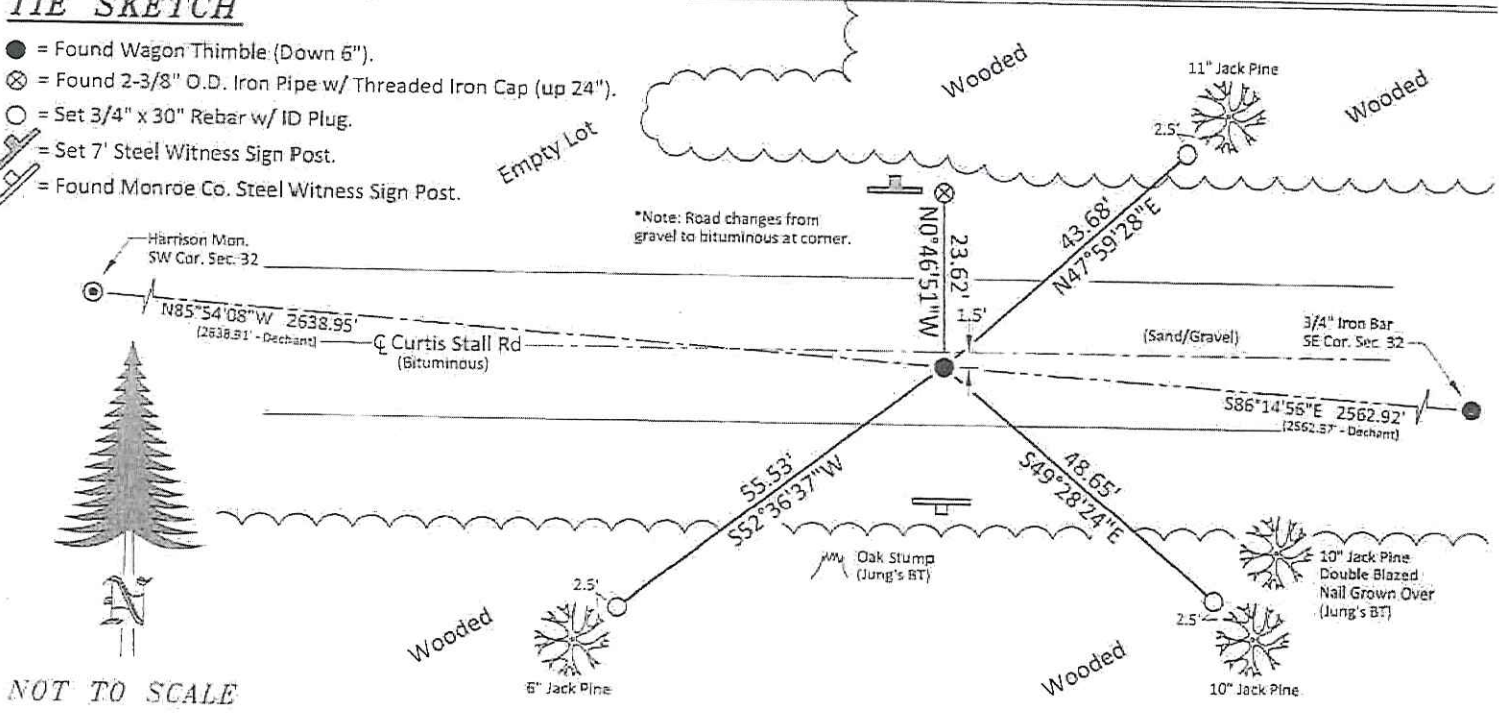 TIE SKETCH
= Found Wagon Thimble (Down 6").
= Found 2-3/8" O.D. Iron Pipe w/ Threaded Iron Cap (up 24").
= Set 3/4" x 30" Rebar w/ ID Plug.
= Set 7' Steel Witness Sign Post.
= Found Monroe Co. Steel Witness Sign Post.
Empty Lot
Wooded
11" Jack Pine
Wooded
2.5'
*Note: Road changes from
gravel to bituminous at corner.
43.68'
N47°59'28"E
23.62'
N0°46'51"W
1.5'
Harrison Mon.
SW Cor. Sec. 32
N85°54'08"W 2638.95'
(2638.91' - Dechant)
℄ Curtis Stall Rd
(Bituminous)
(Sand/Gravel)
3/4" Iron Bar
SE Cor. Sec. 32
S86°14'56"E 2562.92'
(2562.37' - Dechant)
55.53'
S52°36'37"W
48.65'
S49°28'24"E
Oak Stump
(Jung's BT)
10" Jack Pine
Double Blazed
Nail Grown Over
(Jung's BT)
2.5'
2.5'
N
Wooded
Wooded
6" Jack Pine
10" Jack Pine
NOT TO SCALE